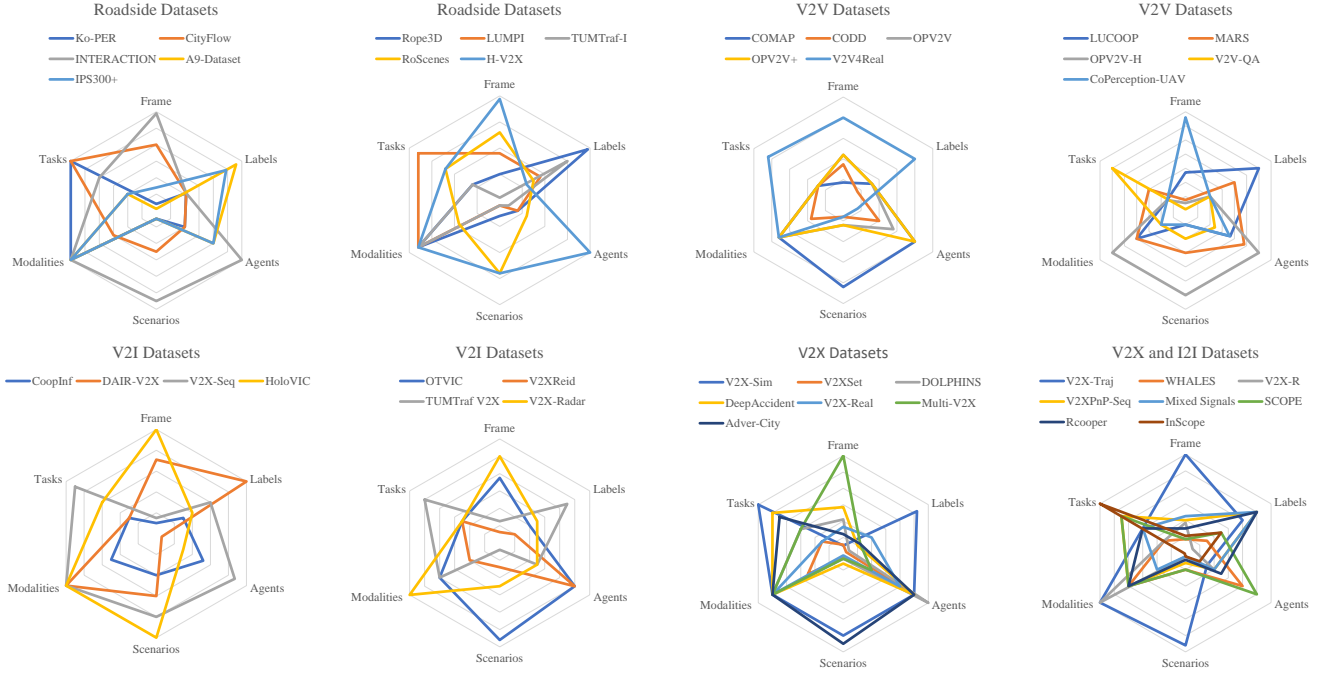 Roadside Datasets
Ko-PER CityFlow
INTERACTION A9-Dataset
IPS300+
Frame
Tasks Labels
Modalities Agents
Scenarios
Roadside Datasets
Rope3D LUMPI TUMTraf-I
RoScenes H-V2X
Frame
Tasks Labels
Modalities Agents
Scenarios
V2V Datasets
COMAP CODD OPV2V
OPV2V+ V2V4Real
Frame
Tasks Labels
Modalities Agents
Scenarios
V2V Datasets
LUCOOP MARS
OPV2V-H V2V-QA
CoPerception-UAV
Frame
Tasks Labels
Modalities Agents
Scenarios
V2I Datasets
CoopInf DAIR-V2X V2X-Seq HoloVIC
Frame
Tasks Labels
Modalities Agents
Scenarios
V2I Datasets
OTVIC V2XReid
TUMTraf V2X V2X-Radar
Frame
Tasks Labels
Modalities Agents
Scenarios
V2X Datasets
V2X-Sim V2XSet DOLPHINS
DeepAccident V2X-Real Multi-V2X
Adver-City
Frame
Tasks Labels
Modalities Agents
Scenarios
V2X and I2I Datasets
V2X-Traj WHALES V2X-R
V2XPnP-Seq Mixed Signals SCOPE
Rcooper InScope
Frame
Tasks Labels
Modalities Agents
Scenarios